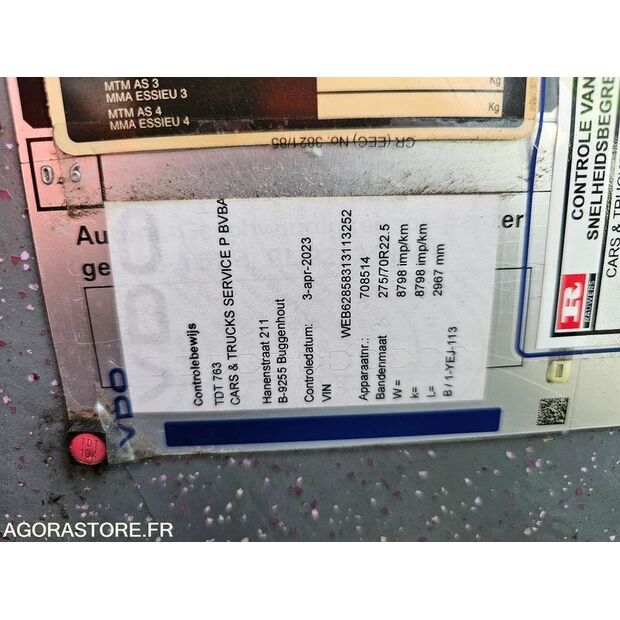 MTM AS 3
MMA ESSIEU 3
Kg
MTM AS 4
MMA ESSIEU 4
Kg
CR (EEC) No. 3821/85
0.6
Au
ge
Controlebewijs
TDT 763
CARS & TRUCKS SERVICE P BVBA
Hanenstraat 211
B-9255 Buggenhout
Controledatum: 3-apr-2023
VIN WEB62858313113252
Apparaatnr.: 708514
Bandenmaat 275/70R22.5
W = 8798 imp/km
k= 8798 imp/km
L= 2967 mm
B / 1-YEJ-113
VDO
CONTROLE VAN
SNELHEIDSBEGRE
CARS & TRUCK
R
RAUWERS
TDT
AGORASTORE.FR